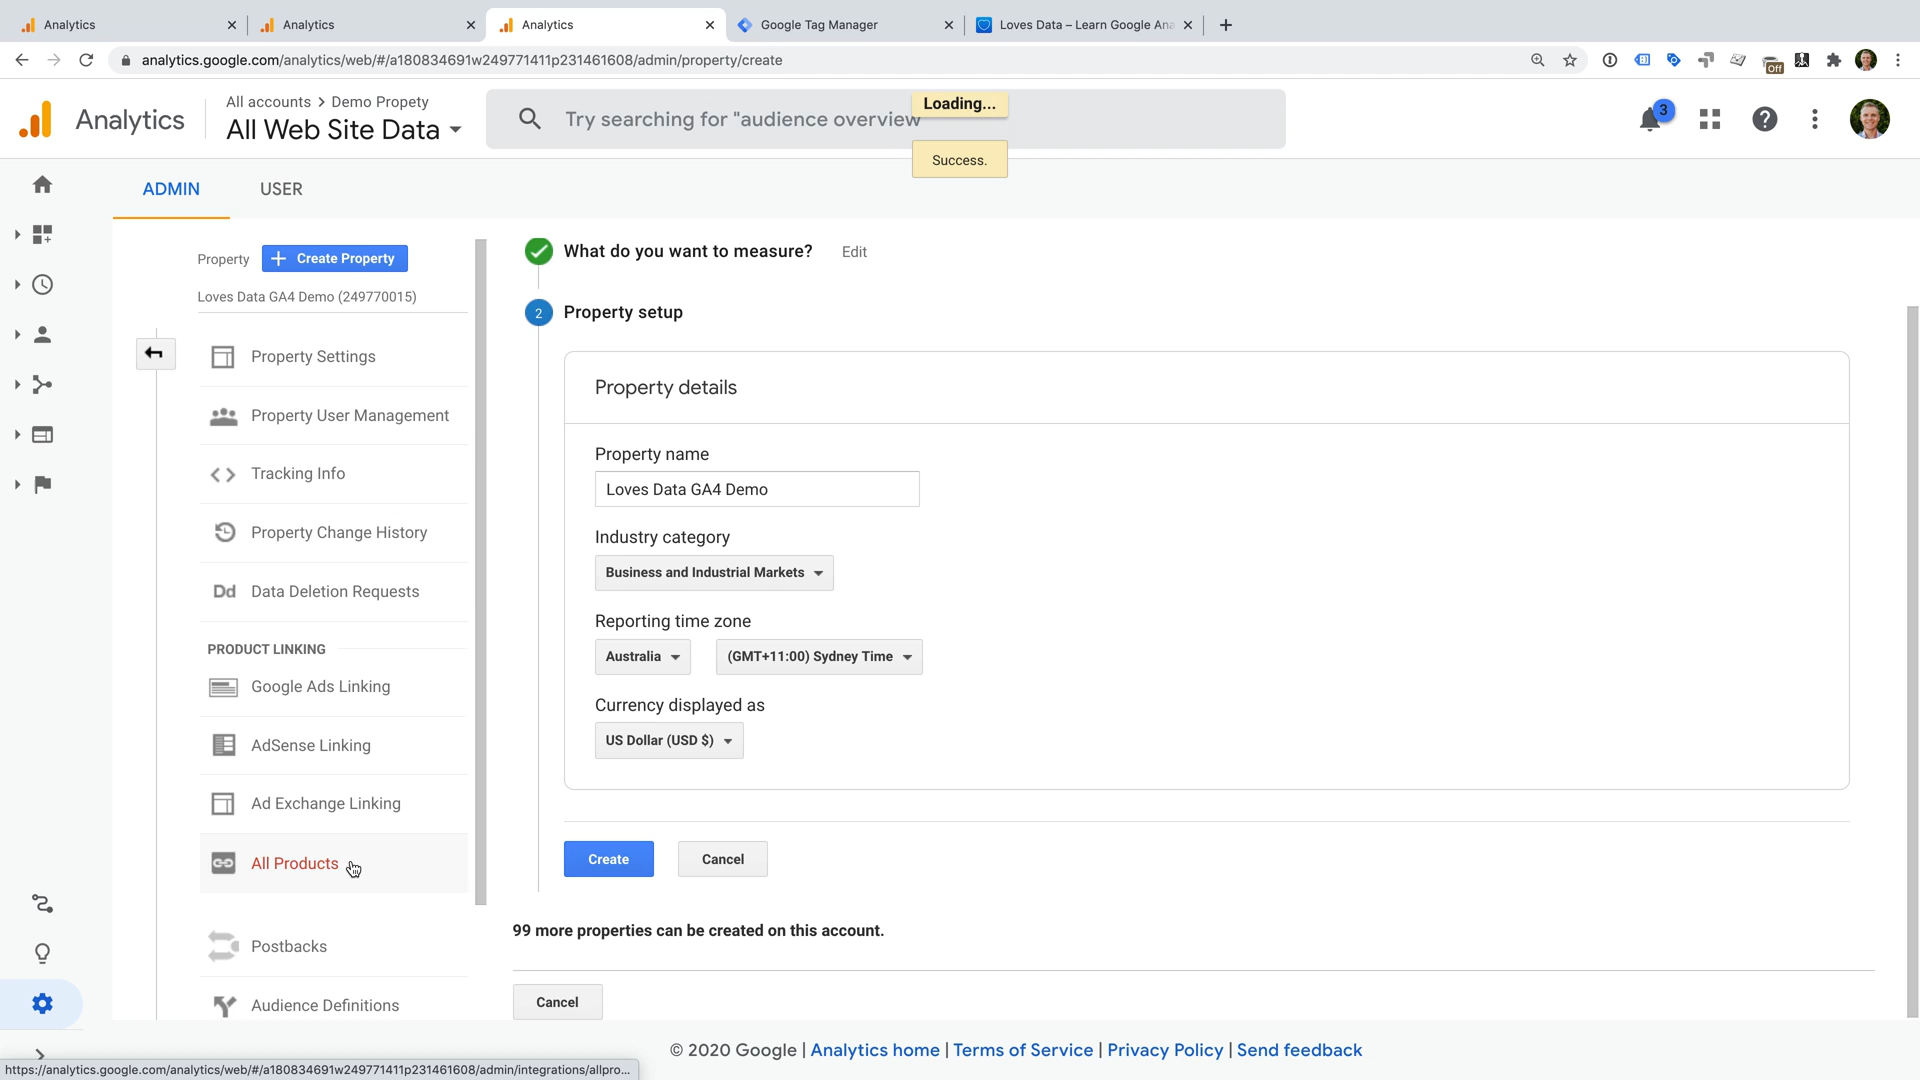 Analytics
Analytics
Analytics
Google Tag Manager
Loves Data – Learn Google Ana
analytics.google.com/analytics/web/#/a180834691w249771411p231461608/admin/property/create
Off
Analytics
All accounts > Demo Propety
All Web Site Data
Try searching for "audience overview
Loading...
Success.
3
ADMIN
USER
Property
Create Property
Loves Data GA4 Demo (249770015)
Property Settings
Property User Management
Tracking Info
Property Change History
Dd Data Deletion Requests
PRODUCT LINKING
Google Ads Linking
AdSense Linking
Ad Exchange Linking
All Products
Postbacks
Audience Definitions
What do you want to measure?
Edit
2
Property setup
Property details
Property name
Loves Data GA4 Demo
Industry category
Business and Industrial Markets
Reporting time zone
Australia
(GMT+11:00) Sydney Time
Currency displayed as
US Dollar (USD $)
Create
Cancel
99 more properties can be created on this account.
Cancel
© 2020 Google | Analytics home | Terms of Service | Privacy Policy | Send feedback
https://analytics.google.com/analytics/web/#/a180834691w249771411p231461608/admin/integrations/allpro...